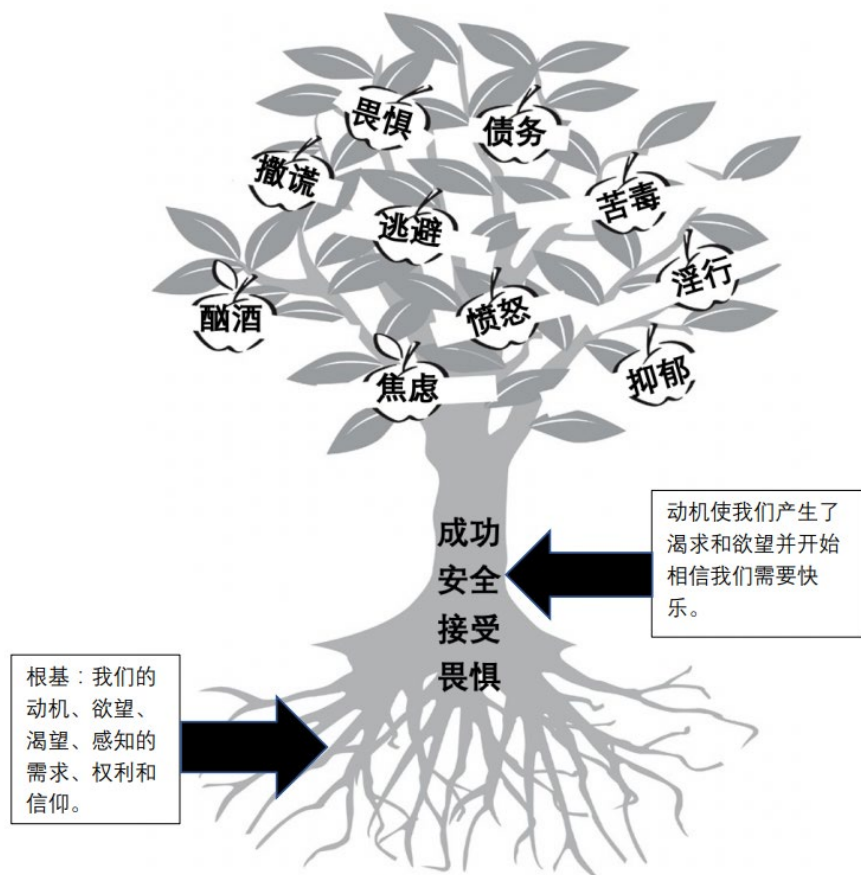 畏惧
债务
撒谎
苦毒
逃避
淫行
酗酒
愤怒
焦虑
抑郁
成功
安全
接受
畏惧
动机使我们产生了
渴求和欲望并开始
相信我们需要快
乐。
根基：我们的
动机、欲望、
渴望、感知的
需求、权利和
信仰。